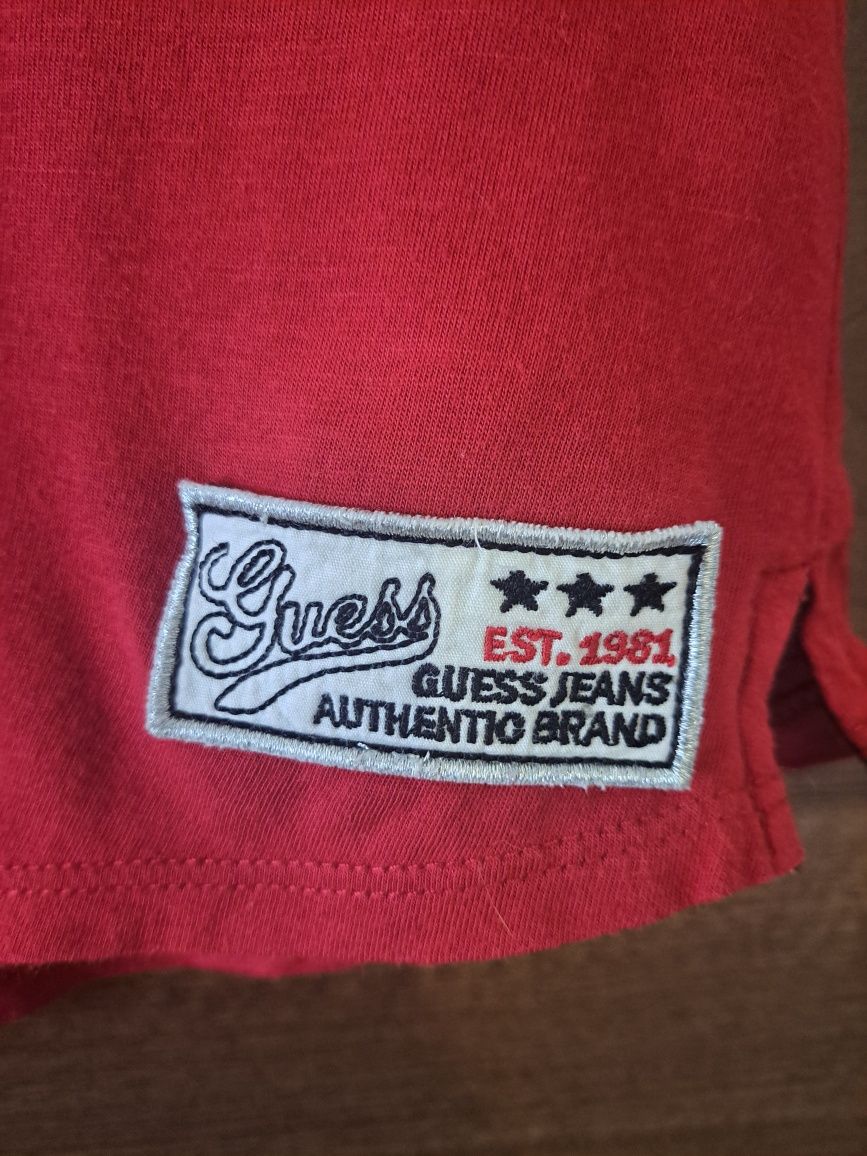 Guess
EST. 1981
GUESS JEANS
AUTHENTIC BRAND